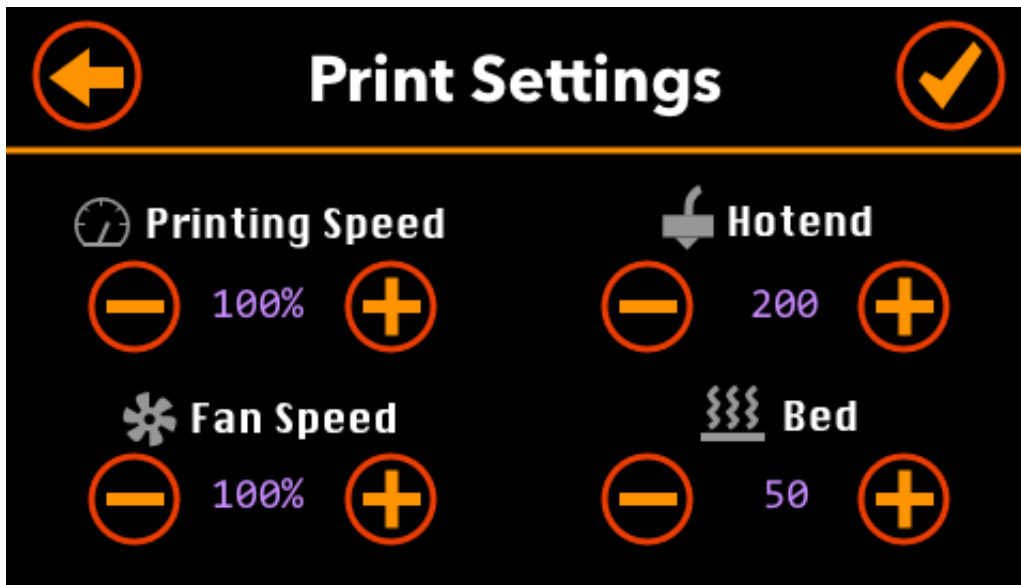 Print Settings
Printing Speed
100%
Hotend
200
Fan Speed
100%
Bed
50